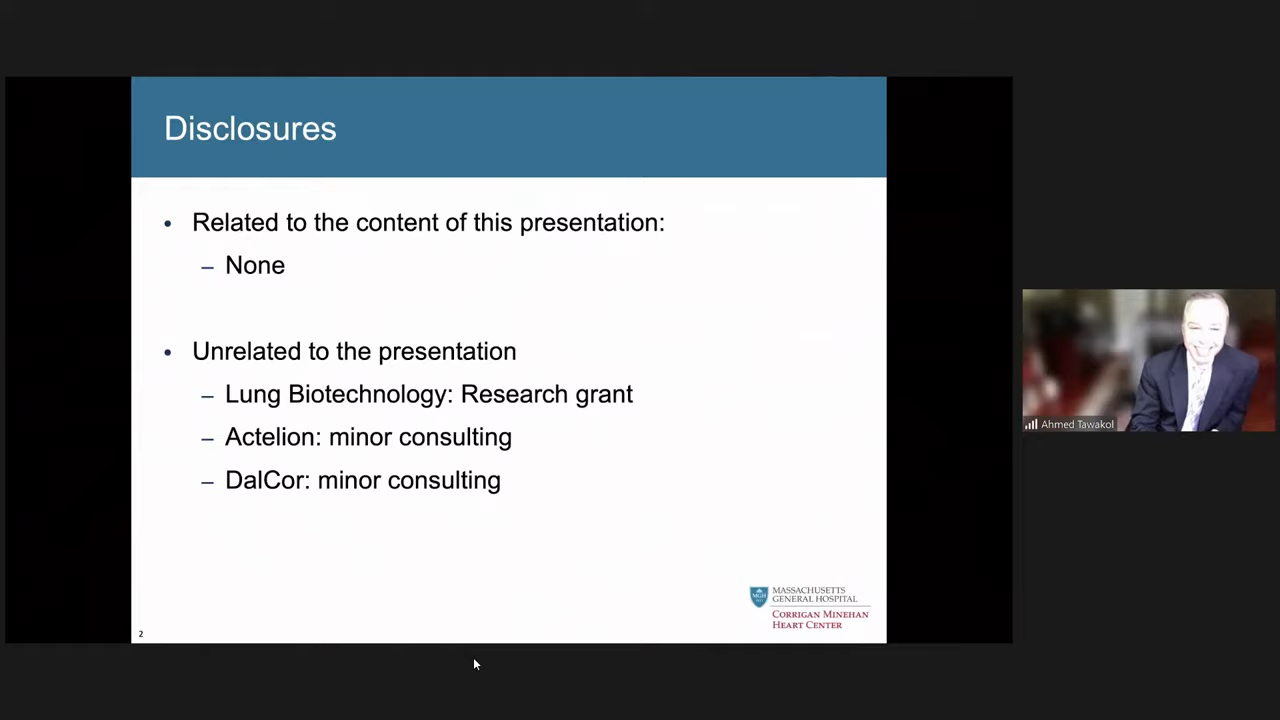 Disclosures
• Related to the content of this presentation:
– None
• Unrelated to the presentation
– Lung Biotechnology: Research grant
– Actelion: minor consulting
– DalCor: minor consulting
MGH
MASSACHUSETTS
GENERAL HOSPITAL
CORRIGAN MINEHAN
HEART CENTER
2
Ahmed Tawakol